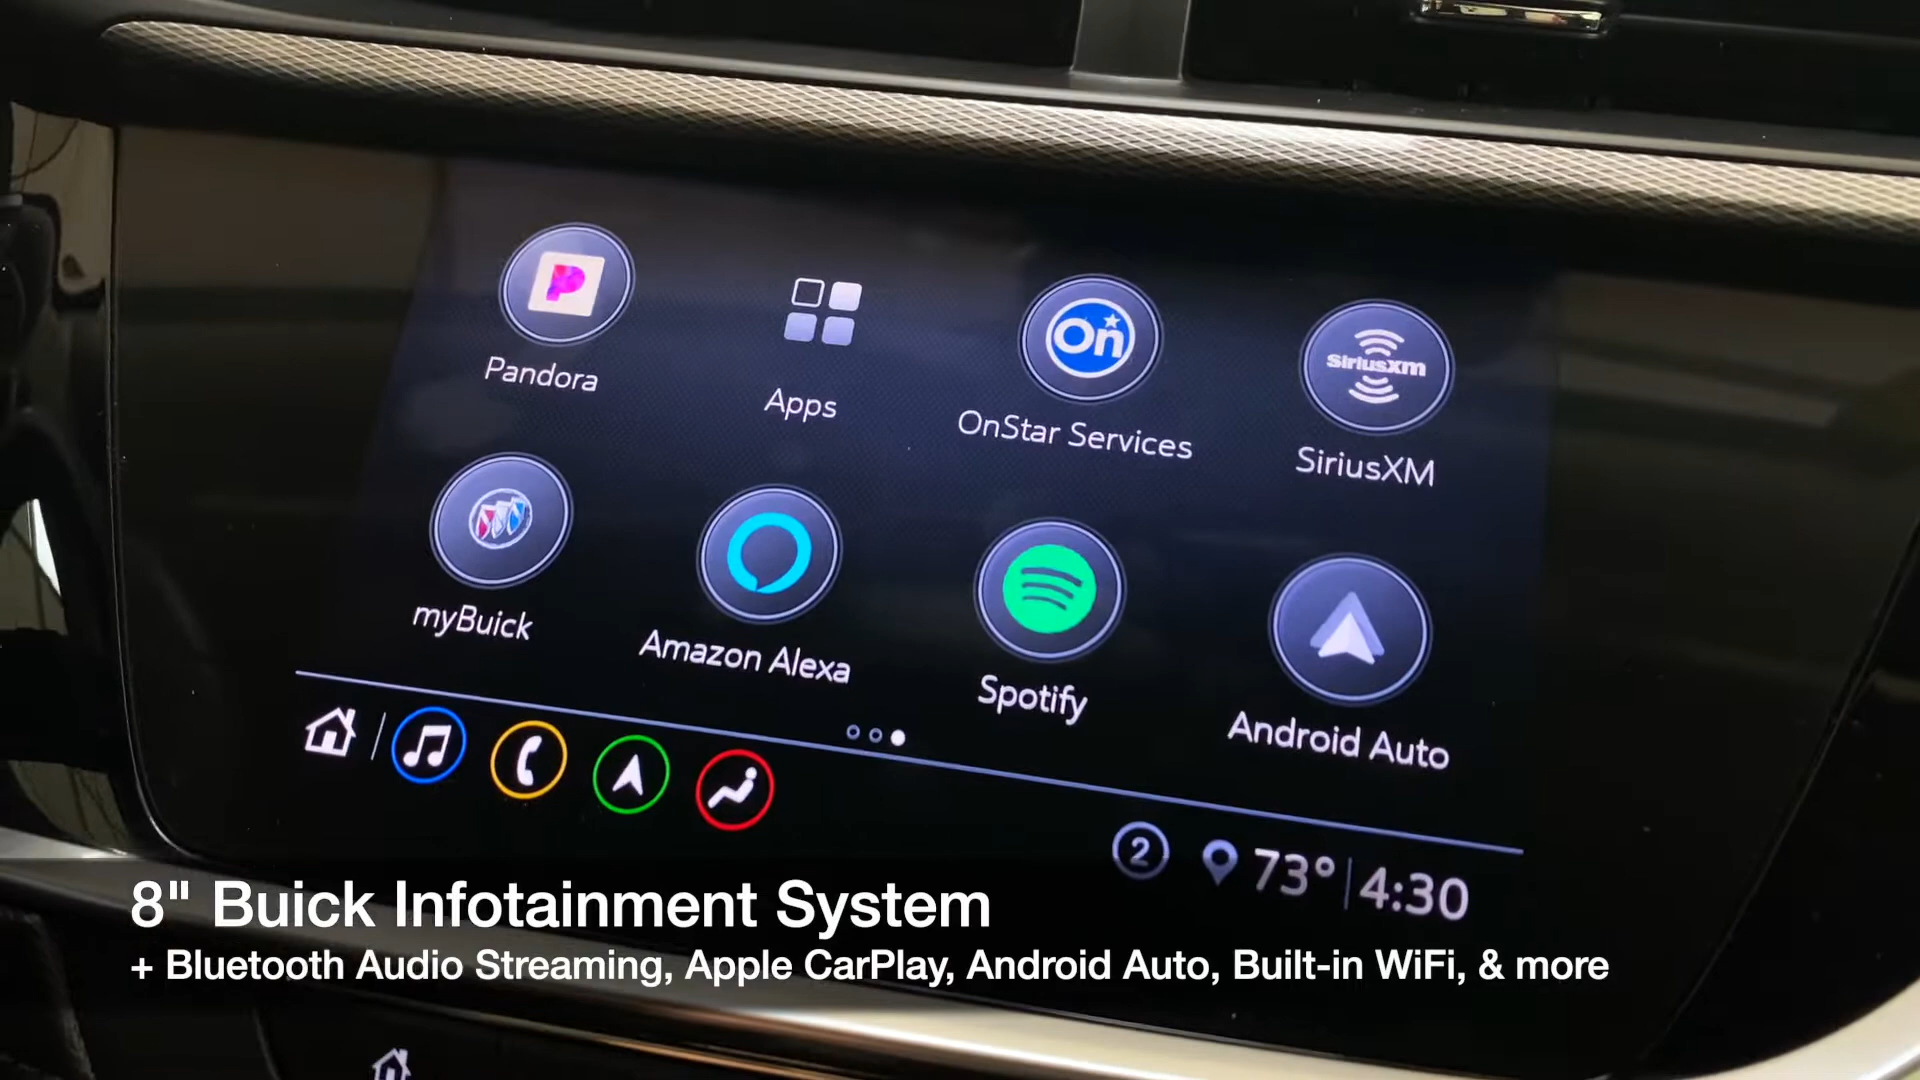 P
On
SiriusXM
Pandora
Apps
OnStar Services
SiriusXM
myBuick
Amazon Alexa
Spotify
Android Auto
2
73° 4:30
8" Buick Infotainment System
+ Bluetooth Audio Streaming, Apple CarPlay, Android Auto, Built-in WiFi, & more